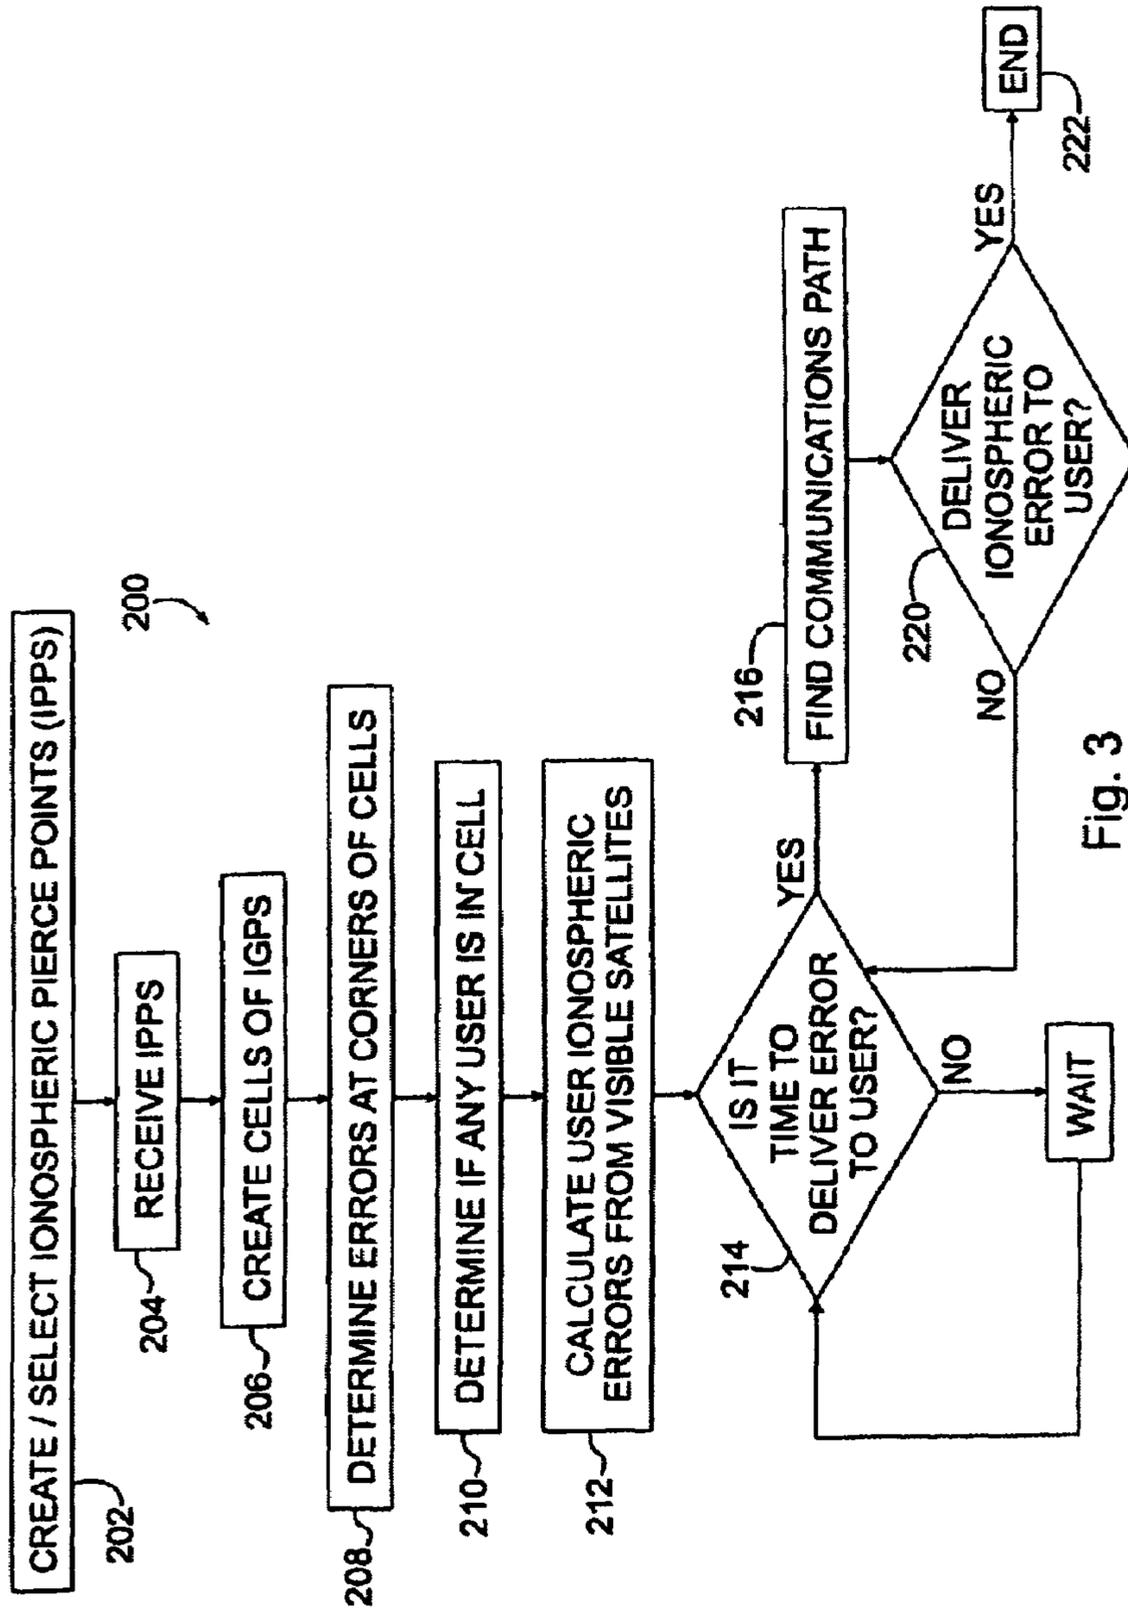 CREATE / SELECT IONOSPHERIC PIERCE POINTS (IPPS)
202
200
RECEIVE IPPS
204
CREATE CELLS OF IGPS
206
DETERMINE ERRORS AT CORNERS OF CELLS
208
DETERMINE IF ANY USER IS IN CELL
210
CALCULATE USER IONOSPHERIC
ERRORS FROM VISIBLE SATELLITES
212
IS IT
TIME TO
DELIVER ERROR
TO USER?
214
YES
NO
WAIT
216
FIND COMMUNICATIONS PATH
DELIVER
IONOSPHERIC
ERROR TO
USER?
220
NO
YES
END
222
Fig. 3